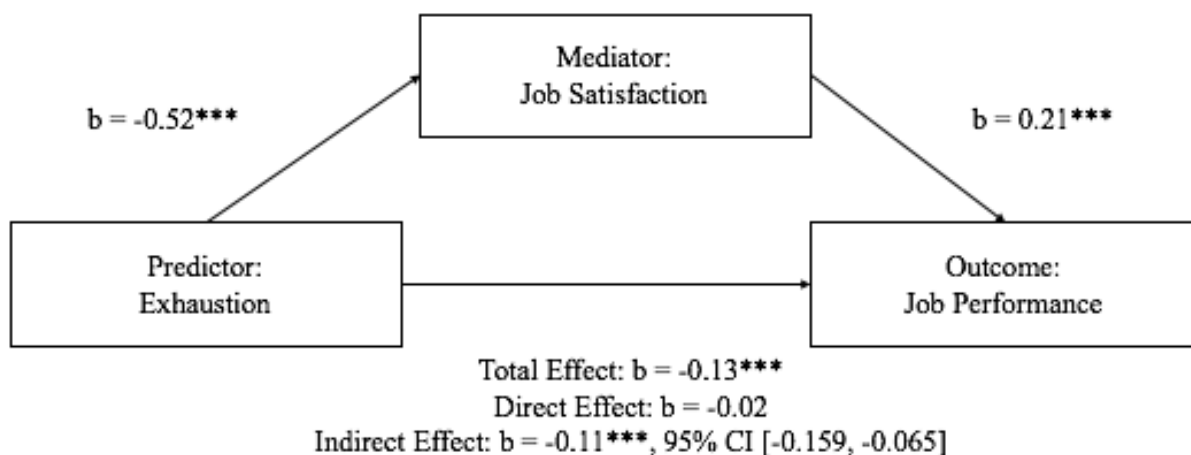 Mediator:
Job Satisfaction
b = -0.52***
b = 0.21***
Predictor:
Exhaustion
Outcome:
Job Performance
Total Effect: b = -0.13***
Direct Effect: b = -0.02
Indirect Effect: b = -0.11***, 95% CI [-0.159, -0.065]